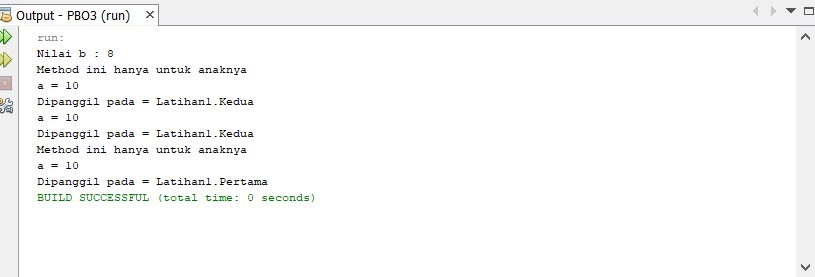 Output - PBO3 (run)
run:
Nilai b : 8
Method ini hanya untuk anaknya
a = 10
Dipanggil pada = Latihan1.Kedua
a = 10
Dipanggil pada = Latihan1.Kedua
Method ini hanya untuk anaknya
a = 10
Dipanggil pada = Latihan1.Pertama
BUILD SUCCESSFUL (total time: 0 seconds)